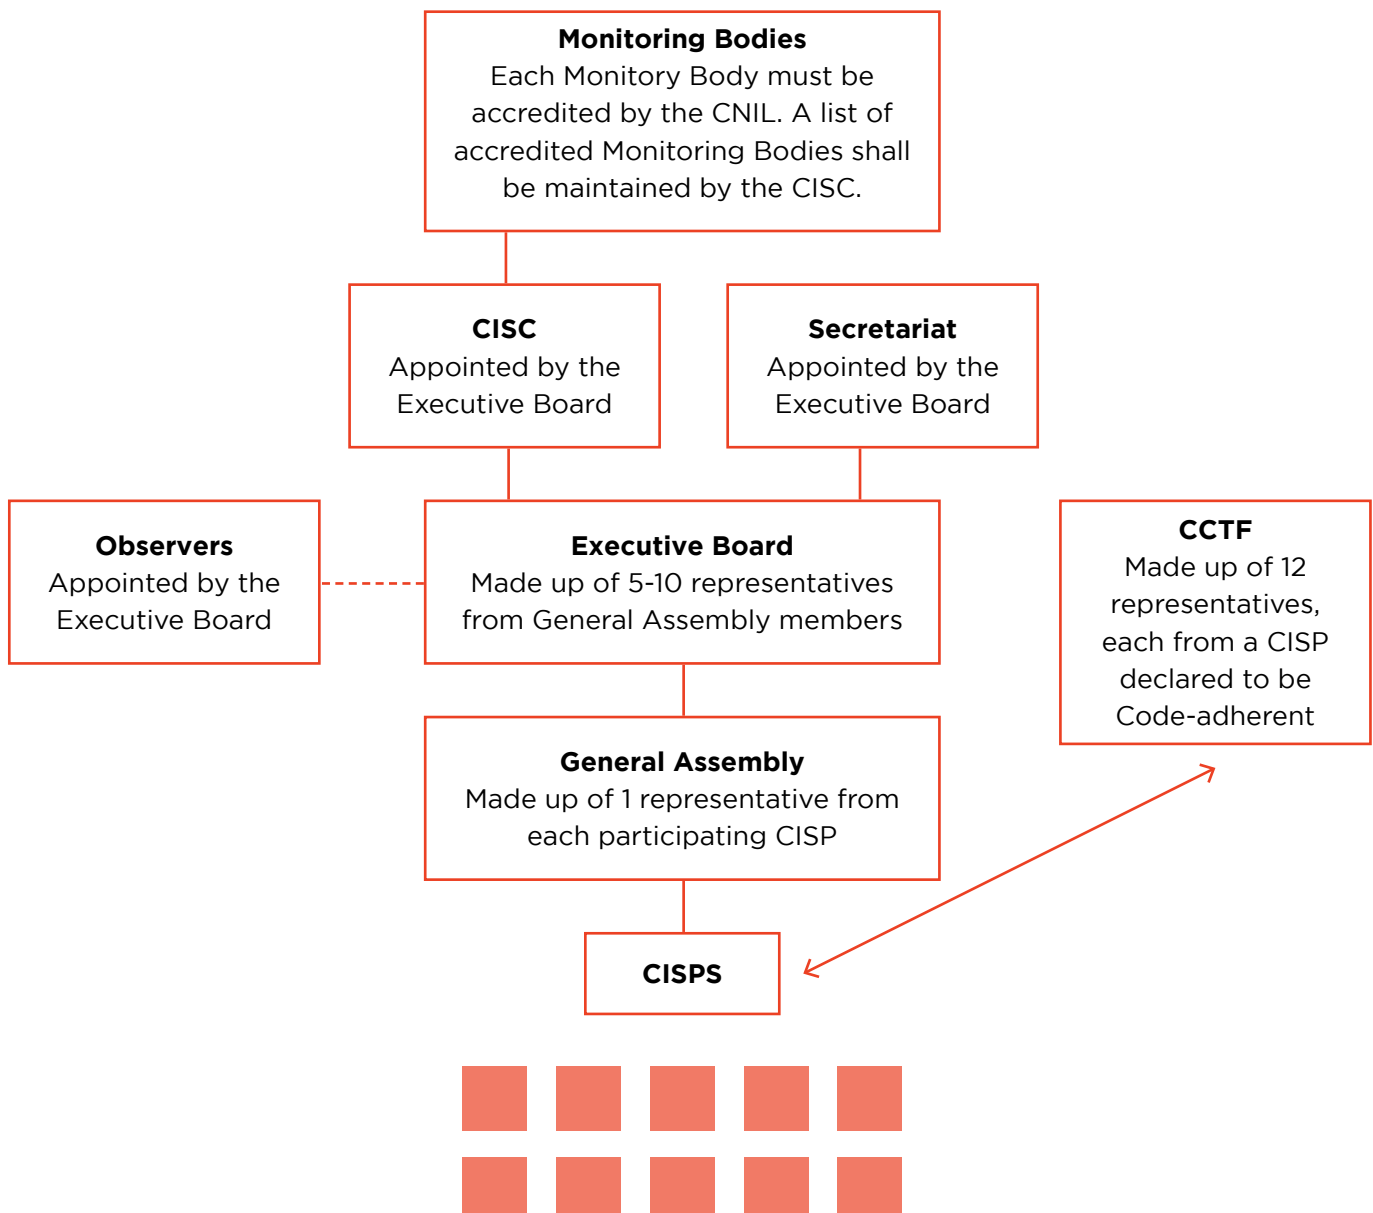 Monitoring Bodies
Each Monitory Body must be
accredited by the CNIL. A list of
accredited Monitoring Bodies shall
be maintained by the CISC.
CISC
Appointed by the
Executive Board
Secretariat
Appointed by the
Executive Board
Observers
Appointed by the
Executive Board
Executive Board
Made up of 5-10 representatives
from General Assembly members
CCTF
Made up of 12
representatives,
each from a CISP
declared to be
Code-adherent
General Assembly
Made up of 1 representative from
each participating CISP
CISPS